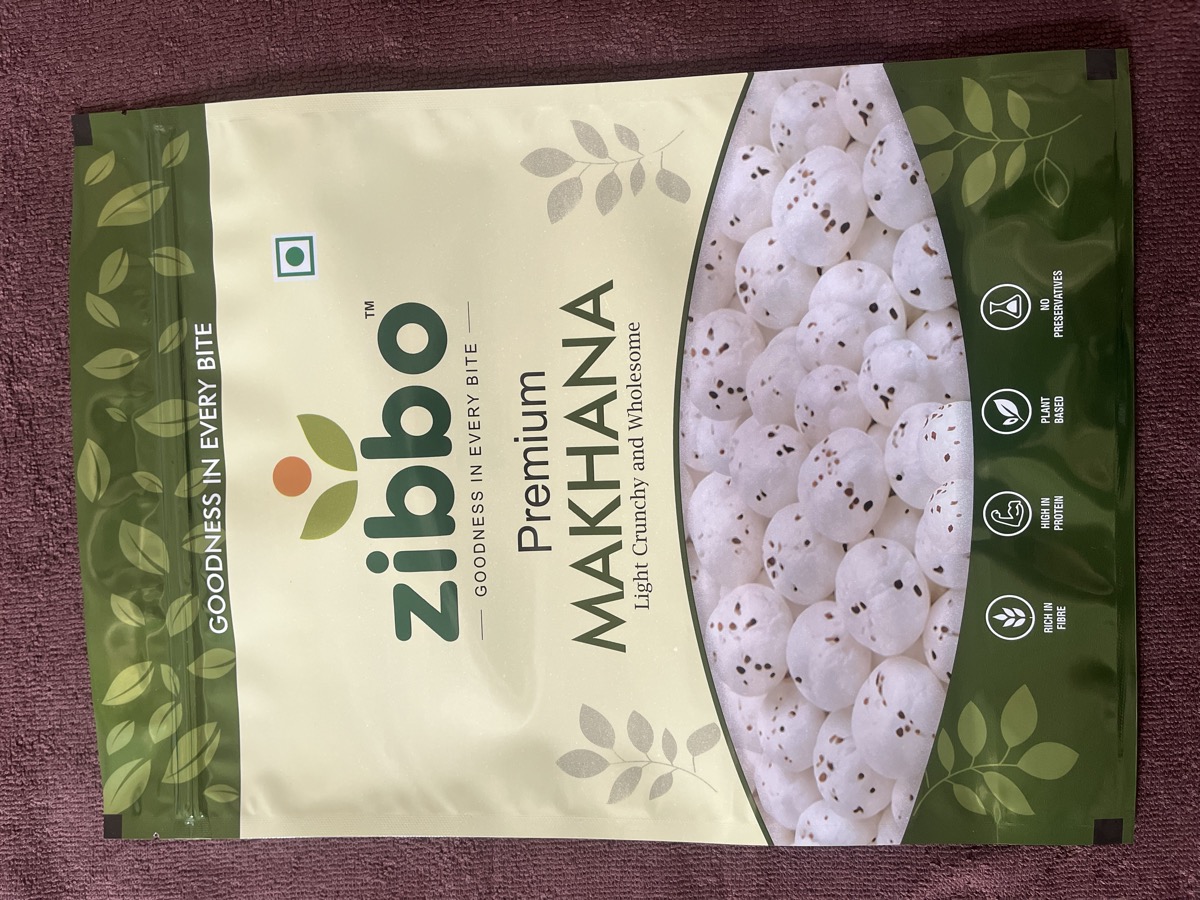 GOODNESS IN EVERY BITE
zibbo™
GOODNESS IN EVERY BITE
Premium
MAKHANA
Light Crunchy and Wholesome
RICH IN
FIBRE
HIGH IN
PROTEIN
PLANT
BASED
NO
PRESERVATIVES